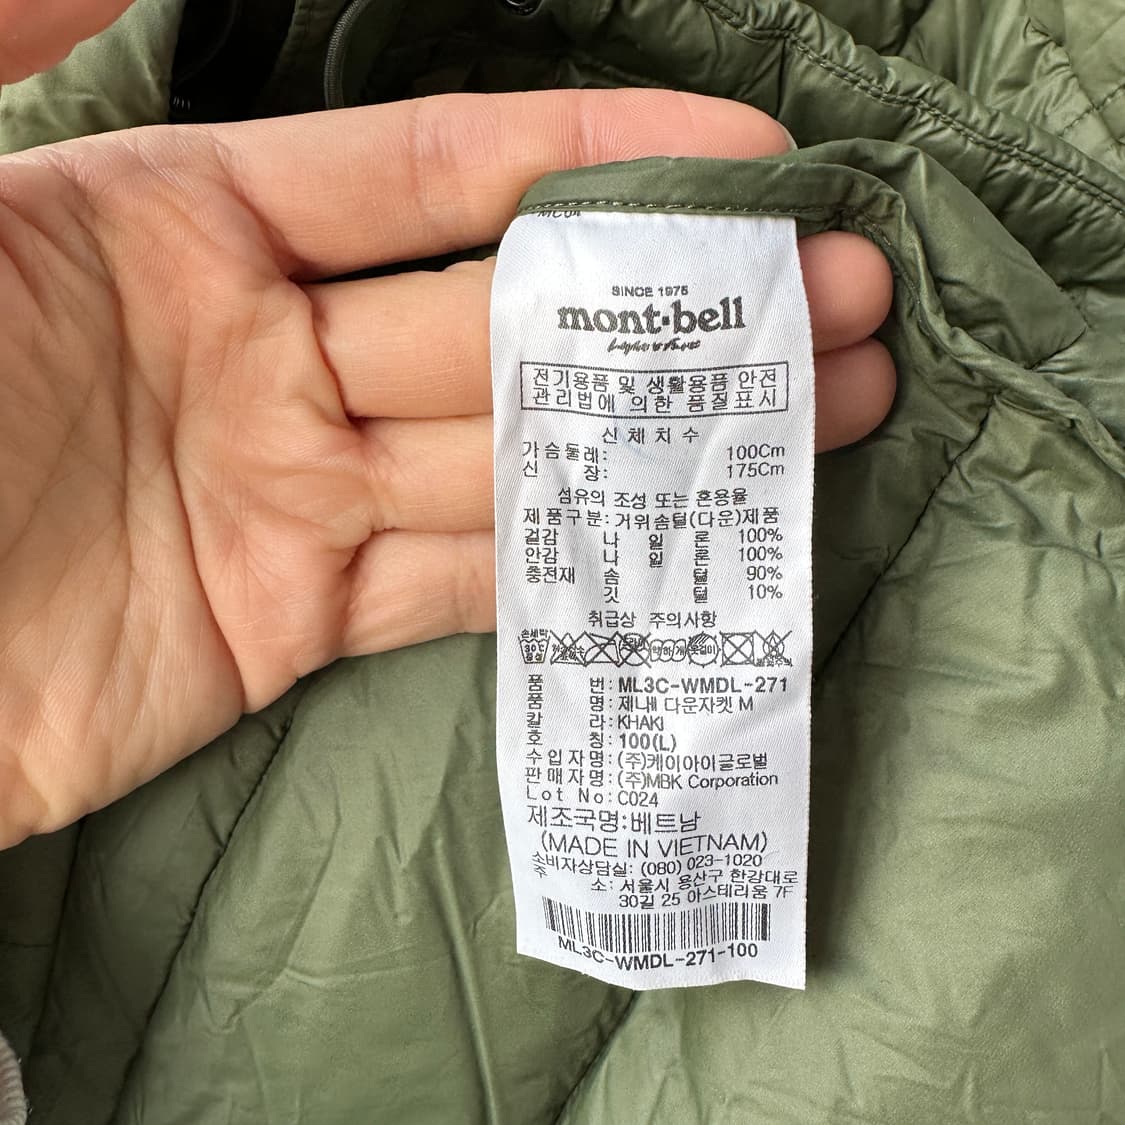 SINCE 1975
mont-bell
전기용품 및 생활용품 안전
관리법에 의한 품질표시
신 체 치 수
가슴둘레: 100Cm
신 장: 175Cm
섬유의 조성 또는 혼용율
제품구분: 거위솜털(다운)제품
겉감 나 일 론 100%
안감 나 일 론 100%
충전재 솜 털 90%
깃 털 10%
취급상 주의사항
손세탁
30℃
중성
품 번: ML3C-WMDL-271
품 명: 제내 다운자켓 M
칼 라: KHAKI
호 칭: 100(L)
수입자명: (주)케이아이글로벌
판매자명: (주)MBK Corporation
Lot No: C024
제조국명:베트남
(MADE IN VIETNAM)
소비자상담실: (080) 023-1020
주 소: 서울시 용산구 한강대로
30길 25 아스테리움 7F
ML3C-WMDL-271-100